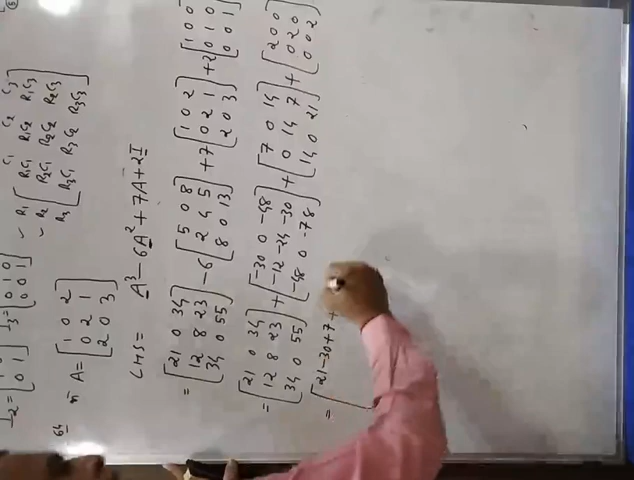 I₂ = [1 0; 0 1] I₃ = [1 0 0; 0 1 0; 0 0 1]
C₁ C₂ C₃
R₁ [R₁C₁ R₁C₂ R₁C₃
R₂ R₂C₁ R₂C₂ R₂C₃
R₃ R₃C₁ R₃C₂ R₃C₃]
A = [1 0 2; 0 2 1; 2 0 3]
LHS = A³ - 6A² + 7A + 2I
= [21 0 34; 12 8 23; 34 0 55] - 6 [5 0 8; 2 4 5; 8 0 13] + 7 [1 0 2; 0 2 1; 2 0 3] + 2 [1 0 0; 0 1 0; 0 0 1]
= [21 0 34; 12 8 23; 34 0 55] + [-30 0 -48; -12 -24 -30; -48 0 -78] + [7 0 14; 0 14 7; 14 0 21] + [2 0 0; 0 2 0; 0 0 2]
= [21-30+7+